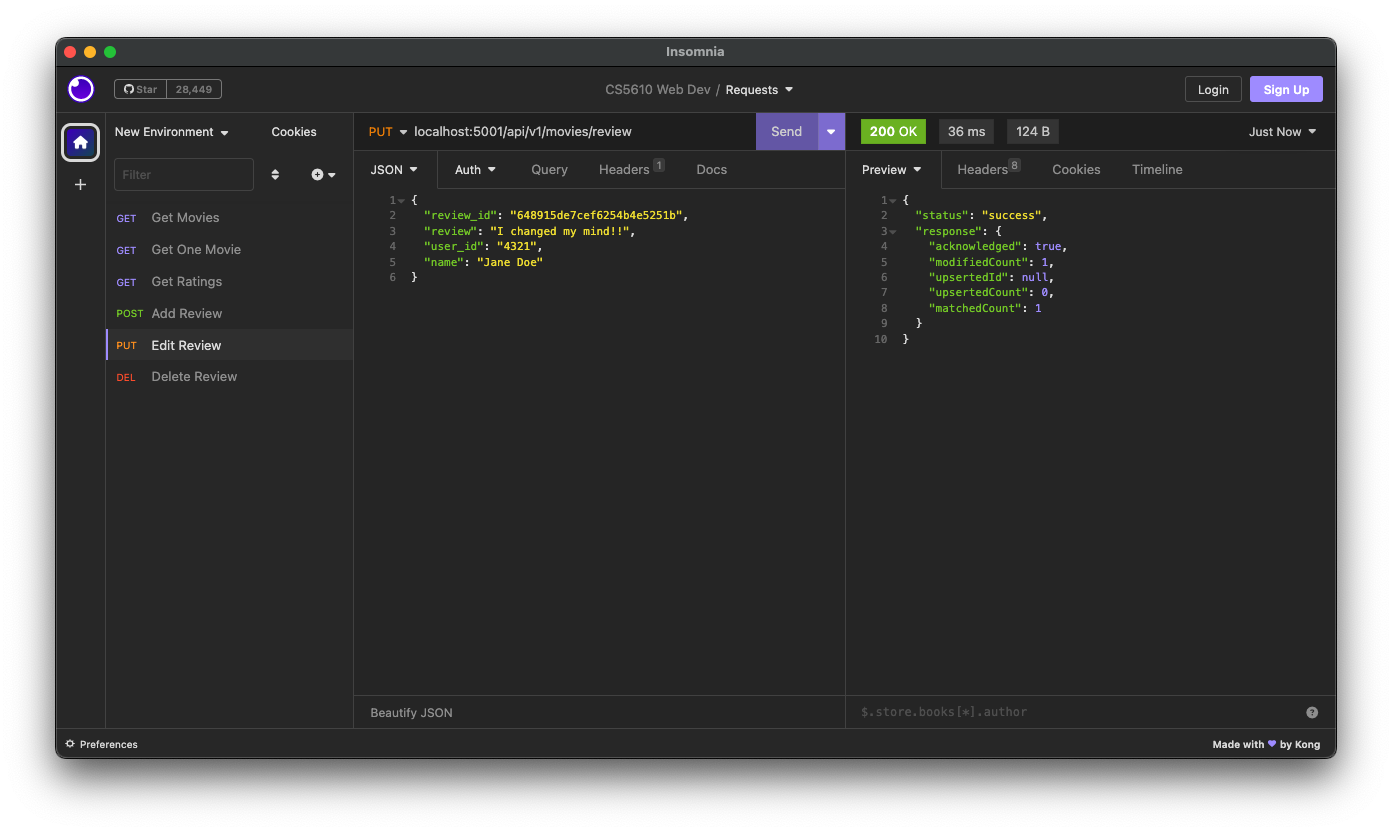 Insomnia
Star 28,449
CS5610 Web Dev / Requests
Login
Sign Up
New Environment
Cookies
Filter
GET Get Movies
GET Get One Movie
GET Get Ratings
POST Add Review
PUT Edit Review
DEL Delete Review
PUT localhost:5001/api/v1/movies/review
Send
JSON Auth Query Headers 1 Docs
1 {
2 "review_id": "648915de7cef6254b4e5251b",
3 "review": "I changed my mind!!",
4 "user_id": "4321",
5 "name": "Jane Doe"
6 }
Beautify JSON
200 OK 36 ms 124 B Just Now
Preview Headers 8 Cookies Timeline
1 {
2 "status": "success",
3 "response": {
4 "acknowledged": true,
5 "modifiedCount": 1,
6 "upsertedId": null,
7 "upsertedCount": 0,
8 "matchedCount": 1
9 }
10 }
$.store.books[*].author
Preferences
Made with ❤ by Kong